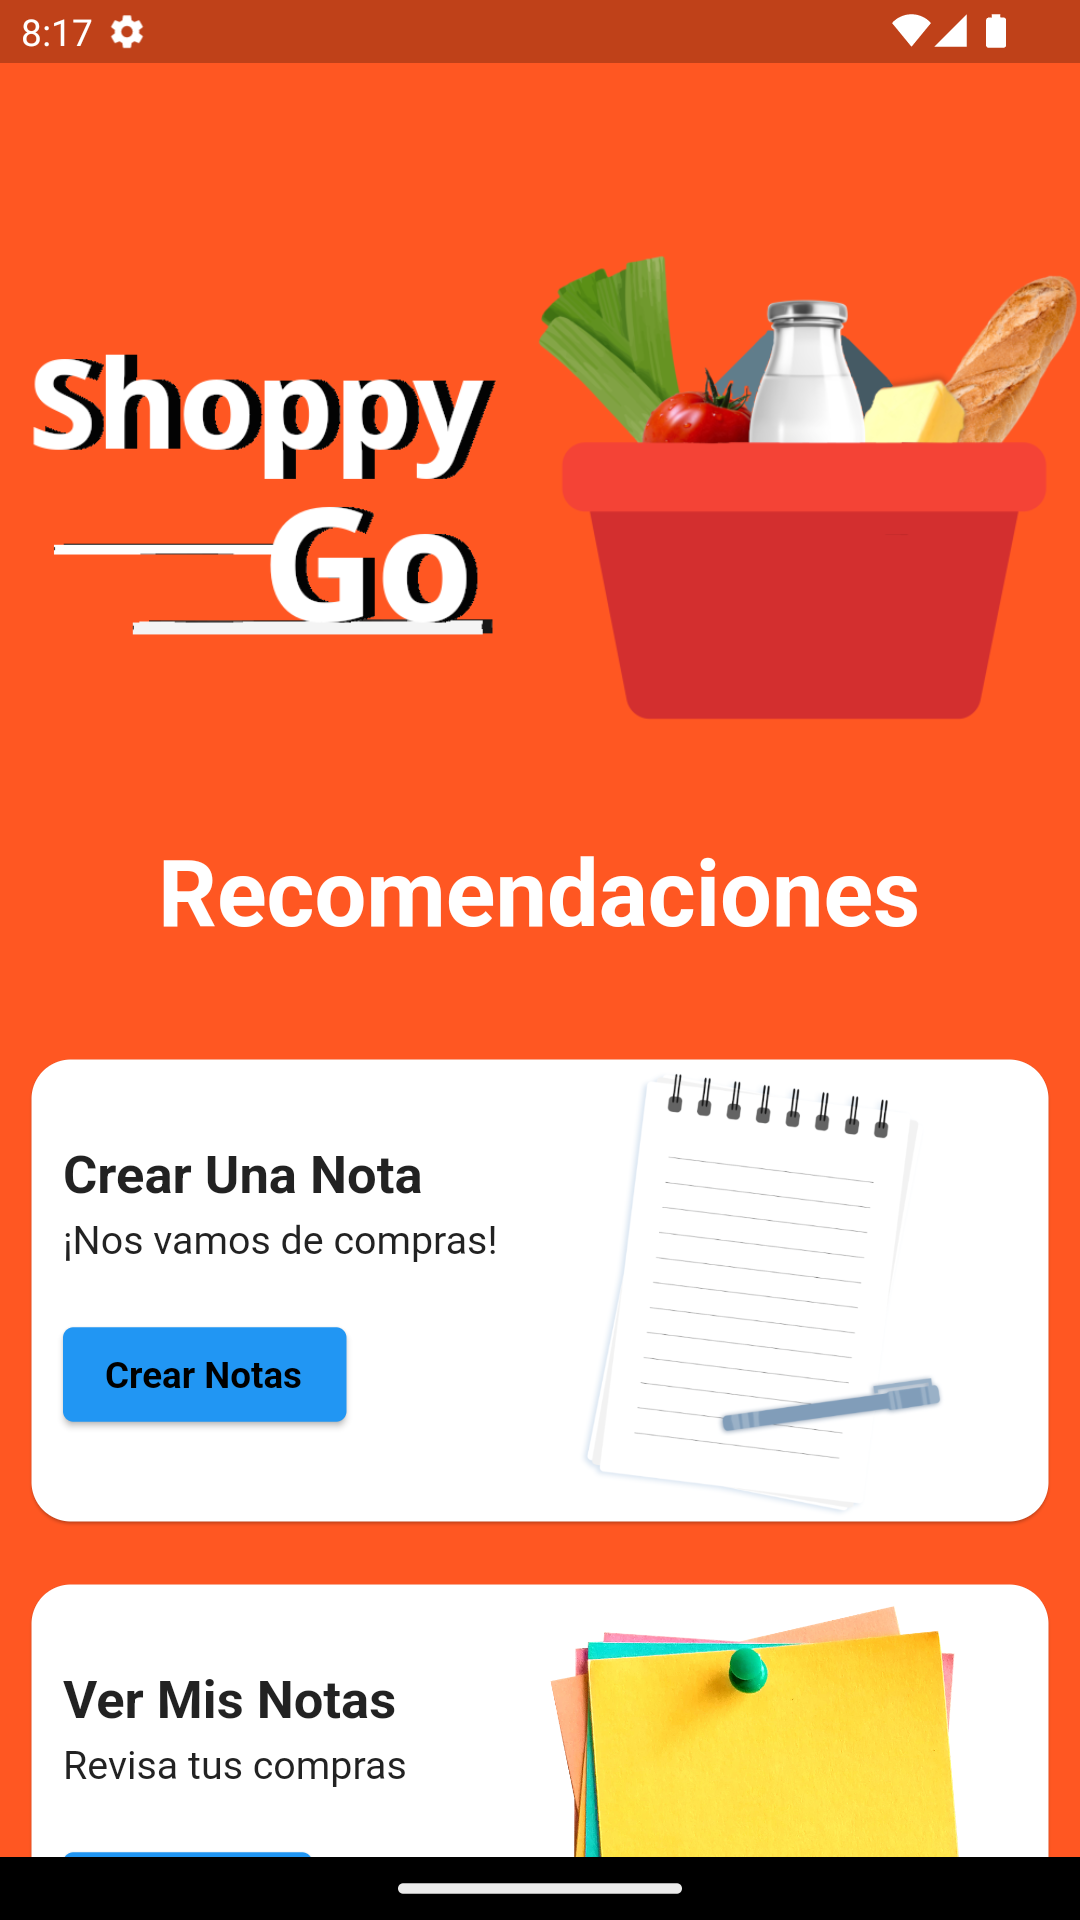 8:17
Shoppy
Go
Recomendaciones
Crear Una Nota
¡Nos vamos de compras!
Crear Notas
Ver Mis Notas
Revisa tus compras